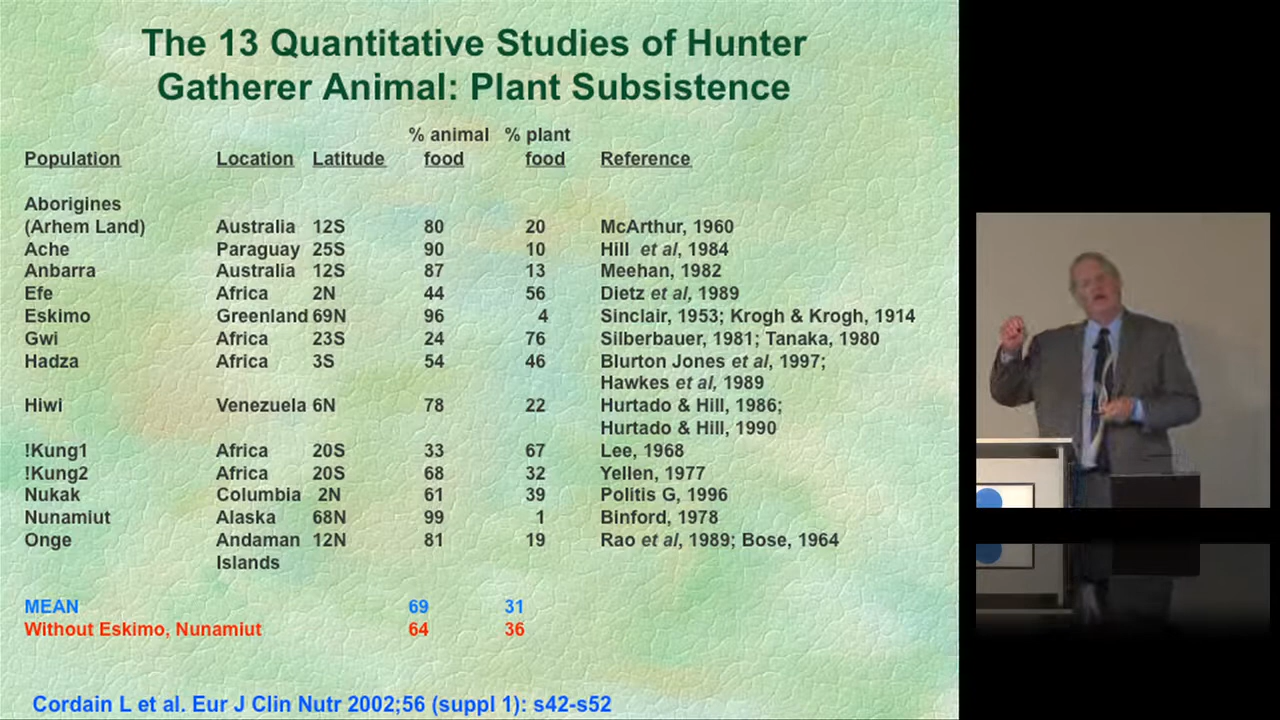 The 13 Quantitative Studies of Hunter
Gatherer Animal: Plant Subsistence
% animal % plant
Population Location Latitude food food Reference
Aborigines
(Arhem Land) Australia 12S 80 20 McArthur, 1960
Ache Paraguay 25S 90 10 Hill et al, 1984
Anbarra Australia 12S 87 13 Meehan, 1982
Efe Africa 2N 44 56 Dietz et al, 1989
Eskimo Greenland 69N 96 4 Sinclair, 1953; Krogh & Krogh, 1914
Gwi Africa 23S 24 76 Silberbauer, 1981; Tanaka, 1980
Hadza Africa 3S 54 46 Blurton Jones et al, 1997;
Hawkes et al, 1989
Hiwi Venezuela 6N 78 22 Hurtado & Hill, 1986;
Hurtado & Hill, 1990
!Kung1 Africa 20S 33 67 Lee, 1968
!Kung2 Africa 20S 68 32 Yellen, 1977
Nukak Columbia 2N 61 39 Politis G, 1996
Nunamiut Alaska 68N 99 1 Binford, 1978
Onge Andaman 12N 81 19 Rao et al, 1989; Bose, 1964
Islands
MEAN 69 31
Without Eskimo, Nunamiut 64 36
Cordain L et al. Eur J Clin Nutr 2002;56 (suppl 1): s42-s52